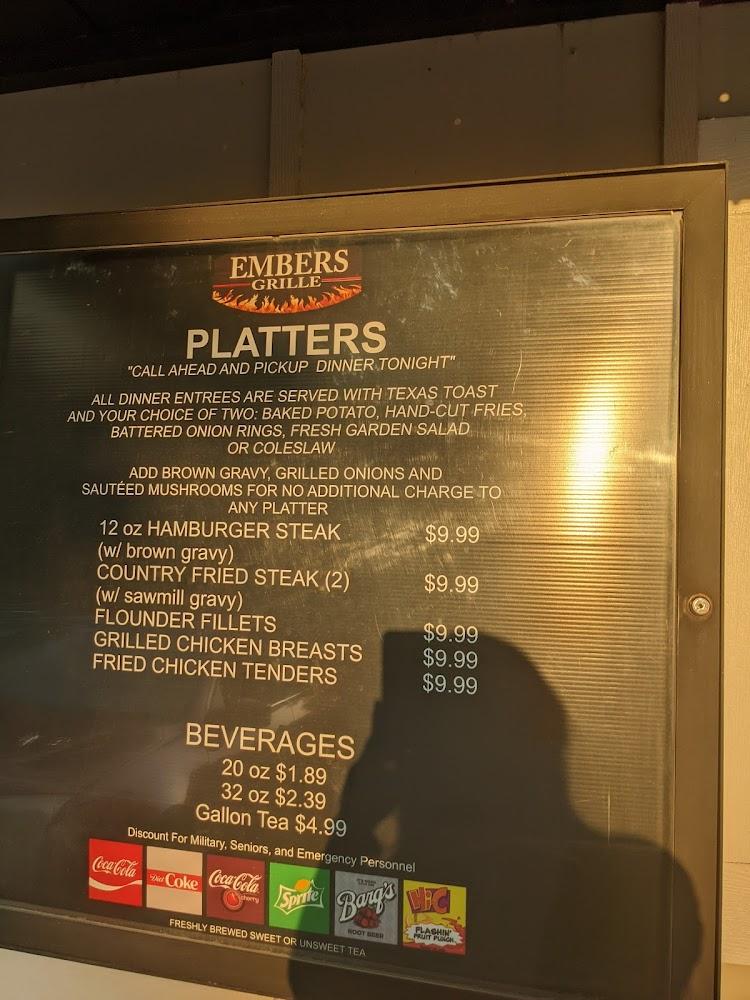 EMBERS
GRILLE
PLATTERS
"CALL AHEAD AND PICKUP DINNER TONIGHT"
ALL DINNER ENTREES ARE SERVED WITH TEXAS TOAST
AND YOUR CHOICE OF TWO: BAKED POTATO, HAND-CUT FRIES,
BATTERED ONION RINGS, FRESH GARDEN SALAD
OR COLESLAW
ADD BROWN GRAVY, GRILLED ONIONS AND
SAUTÉED MUSHROOMS FOR NO ADDITIONAL CHARGE TO
ANY PLATTER
12 oz HAMBURGER STEAK $9.99
(w/ brown gravy)
COUNTRY FRIED STEAK (2) $9.99
(w/ sawmill gravy)
FLOUNDER FILLETS $9.99
GRILLED CHICKEN BREASTS $9.99
FRIED CHICKEN TENDERS $9.99
BEVERAGES
20 oz $1.89
32 oz $2.39
Gallon Tea $4.99
Discount For Military, Seniors, and Emergency Personnel
Coca-Cola
Diet Coke
Coca-Cola
cherry
Sprite
Barq's
ROOT BEER
Hi-C
FLASHIN'
FRUIT PUNCH
FRESHLY BREWED SWEET OR UNSWEET TEA